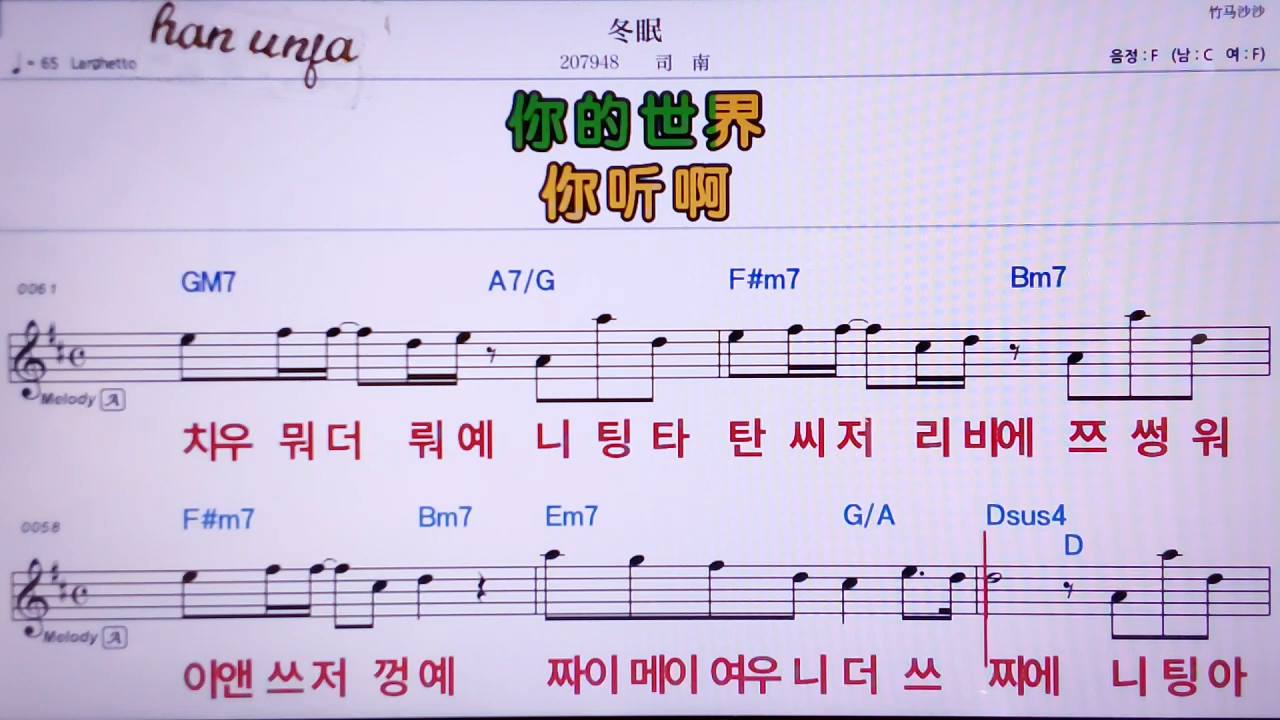 han unja
冬眠
竹马沙沙
♩= 65 Larghetto
207948 司 南
음정 : F (남 : C 여 : F)
你的世界
你听啊
0061 GM7 A7/G F#m7 Bm7
Melody A
치우 뭐 더 뤄 예 니 팅 타 탄 씨 저 리 비에 쯔 썽 워
0058 F#m7 Bm7 Em7 G/A Dsus4
D
Melody A
이앤 쓰 저 껑 예 짜이 메이 여우 니 더 쓰 찌에 니 팅 아